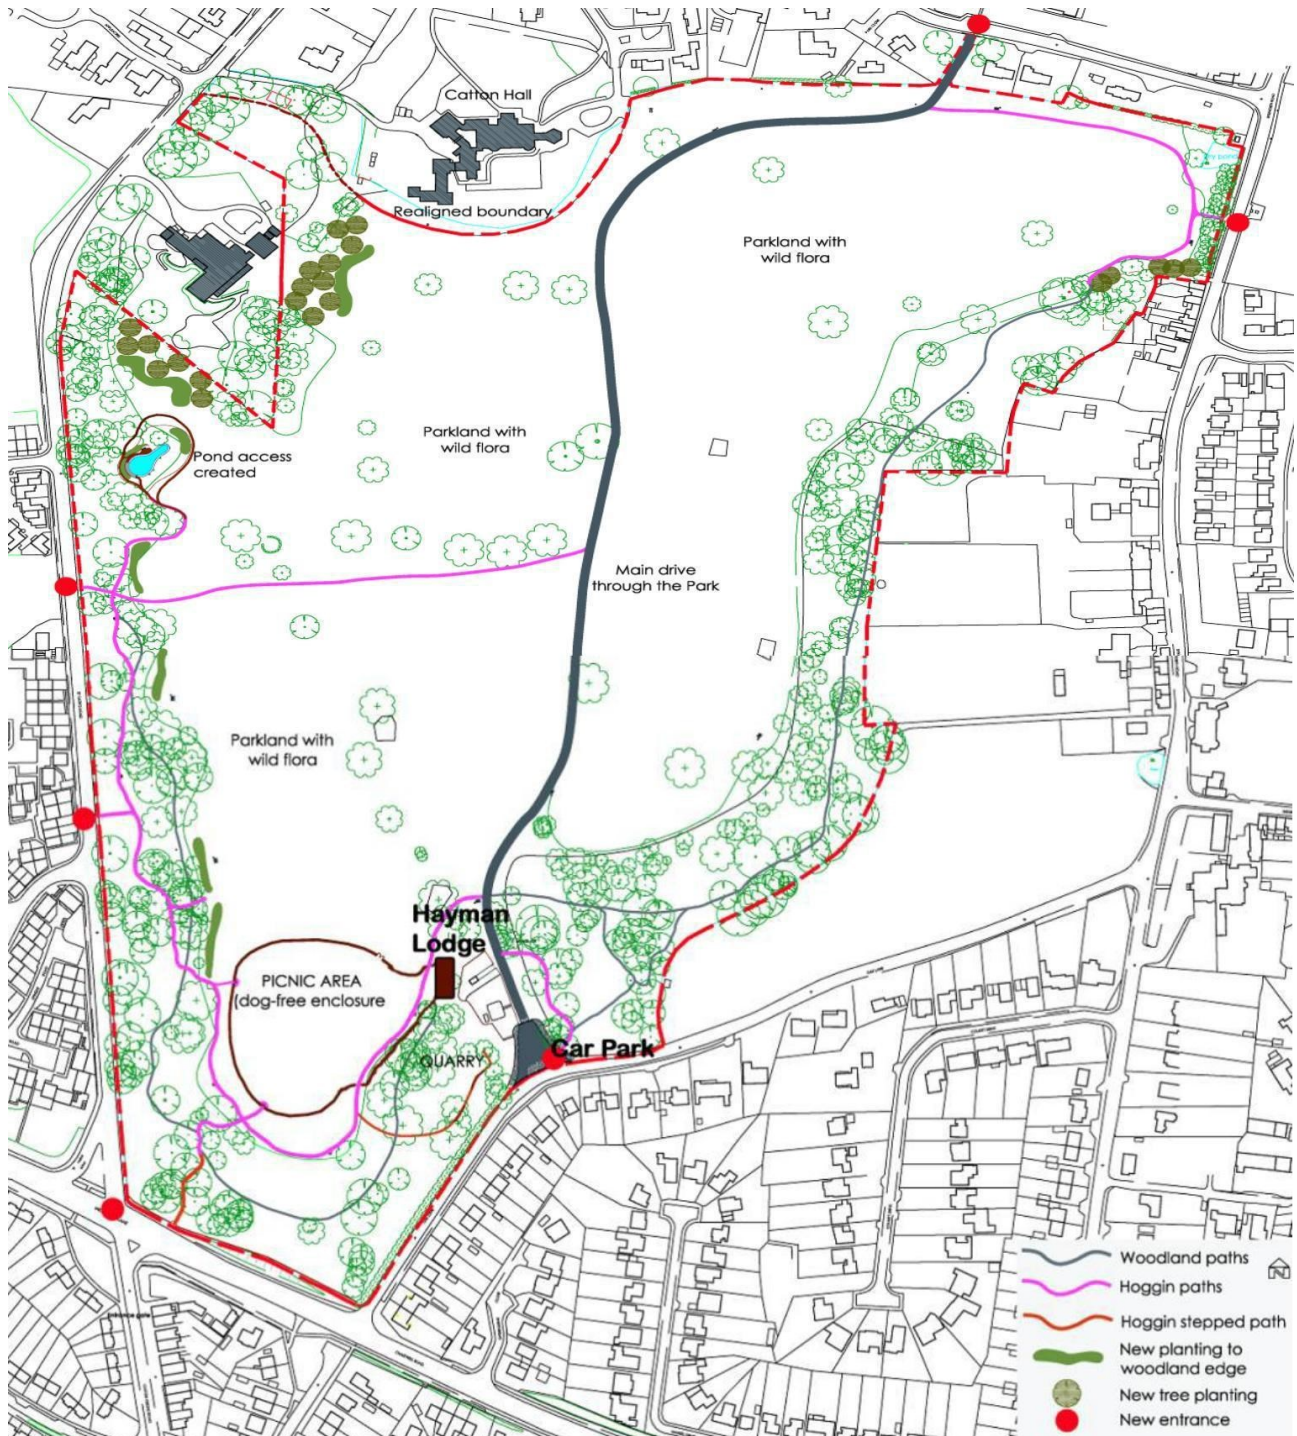 Catton Hall
Realigned boundary
Parkland with
wild flora
Parkland with
wild flora
Pond access
created
Main drive
through the Park
Parkland with
wild flora
Hayman
Lodge
PICNIC AREA
(dog-free enclosure
QUARRY
Car Park
Woodland paths
Hoggin paths
Hoggin stepped path
New planting to
woodland edge
New tree planting
New entrance